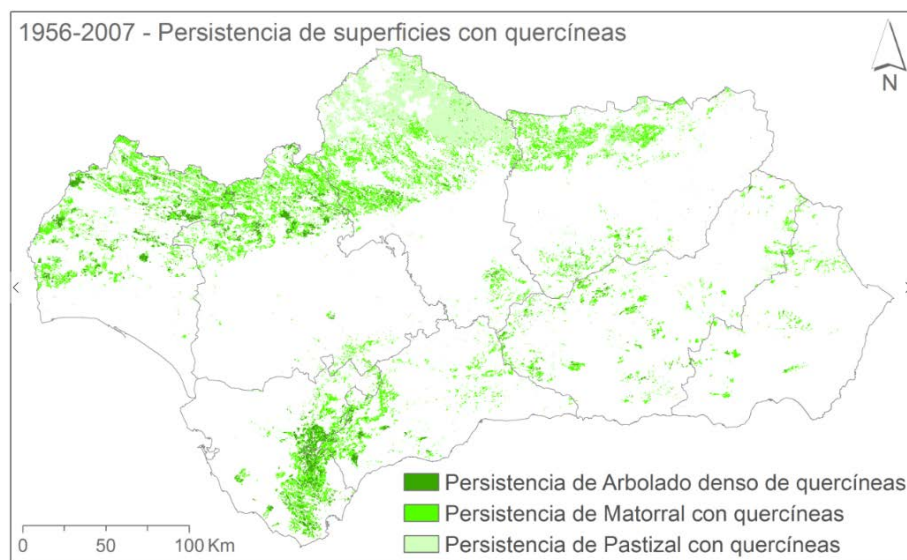 1956-2007 - Persistencia de superficies con quercíneas
N
Persistencia de Arbolado denso de quercíneas
Persistencia de Matorral con quercíneas
Persistencia de Pastizal con quercíneas
0 50 100 Km